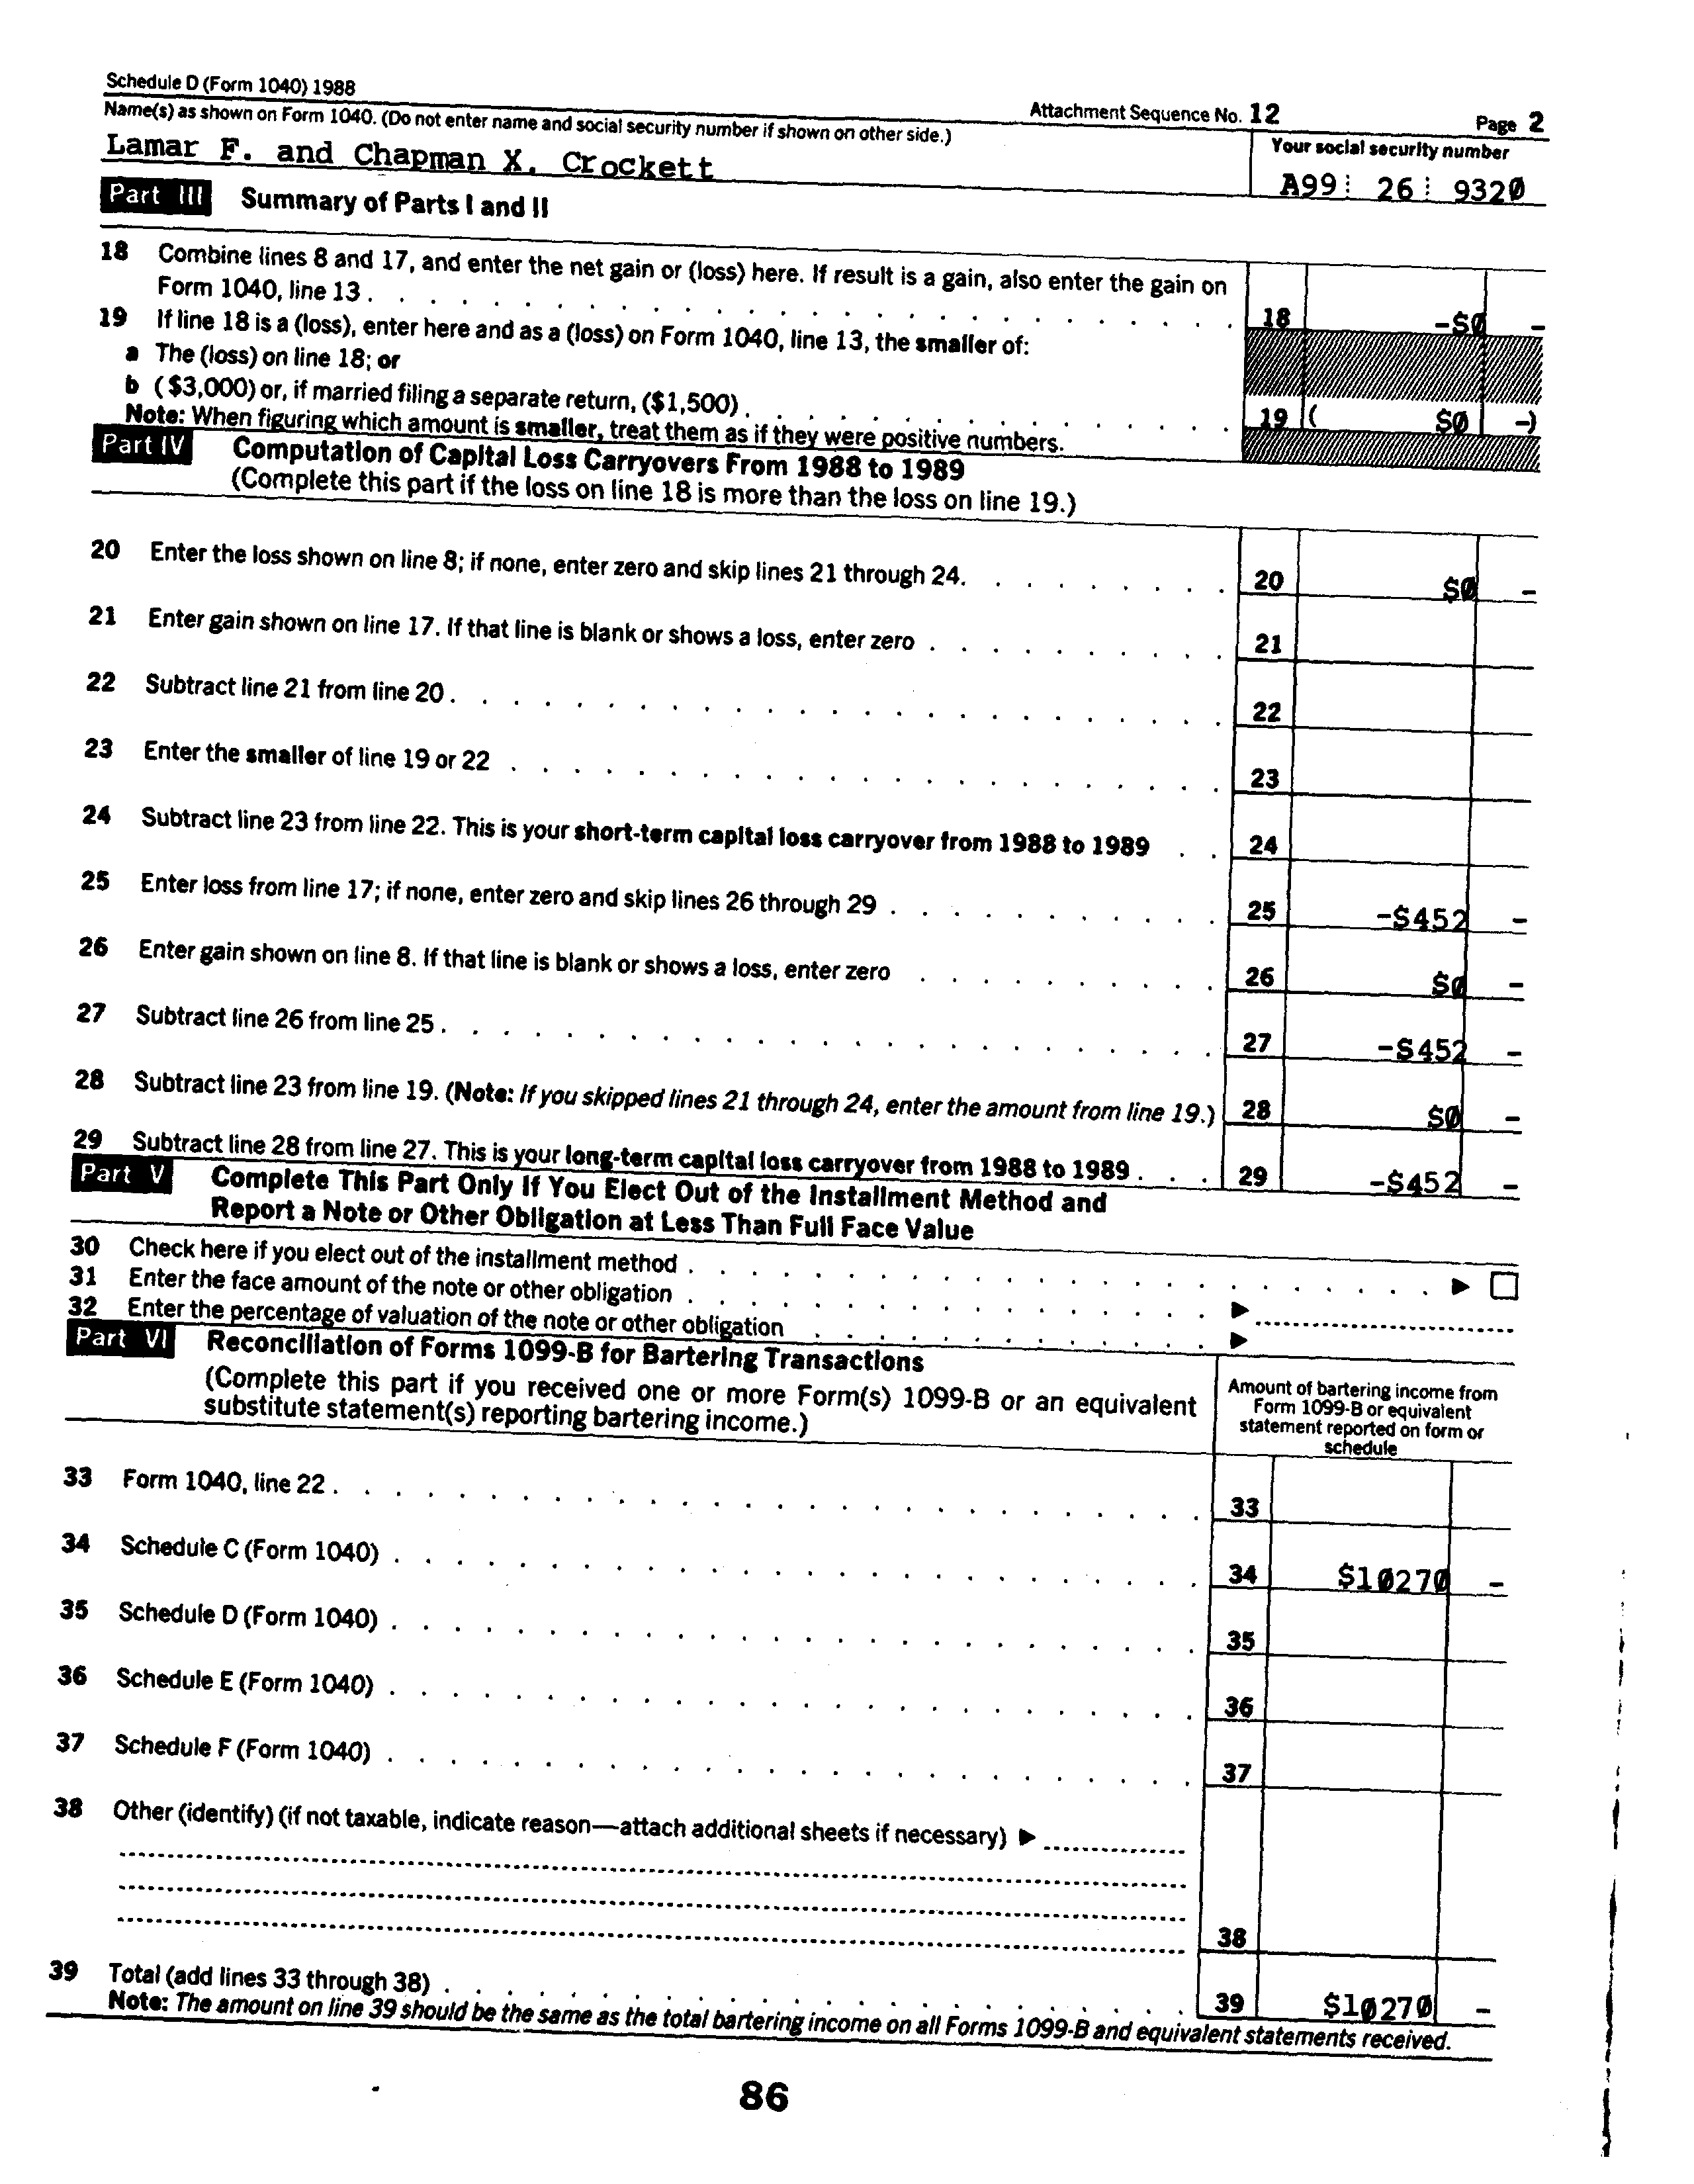 Schedule D (Form 1040) 1988
Attachment Sequence No. 12
Page 2
Name(s) as shown on Form 1040. (Do not enter name and social security number if shown on other side.)
Your social security number
Lamar F. and Chapman X. Crockett
A99 26 9320
Part III Summary of Parts I and II
18 Combine lines 8 and 17, and enter the net gain or (loss) here. If result is a gain, also enter the gain on
Form 1040, line 13 . . . 18 -$0 -
19 If line 18 is a (loss), enter here and as a (loss) on Form 1040, line 13, the smaller of:
a The (loss) on line 18; or
b ($3,000) or, if married filing a separate return, ($1,500) . . . 19 ( $0 -)
Note: When figuring which amount is smaller, treat them as if they were positive numbers.
Part IV Computation of Capital Loss Carryovers From 1988 to 1989
(Complete this part if the loss on line 18 is more than the loss on line 19.)
20 Enter the loss shown on line 8; if none, enter zero and skip lines 21 through 24. . . . 20 $0 -
21 Enter gain shown on line 17. If that line is blank or shows a loss, enter zero . . . 21
22 Subtract line 21 from line 20 . . . 22
23 Enter the smaller of line 19 or 22 . . . 23
24 Subtract line 23 from line 22. This is your short-term capital loss carryover from 1988 to 1989 . . 24
25 Enter loss from line 17; if none, enter zero and skip lines 26 through 29 . . . 25 -$452 -
26 Enter gain shown on line 8. If that line is blank or shows a loss, enter zero . . . 26 $0 -
27 Subtract line 26 from line 25 . . . 27 -$452 -
28 Subtract line 23 from line 19. (Note: If you skipped lines 21 through 24, enter the amount from line 19.) 28 $0 -
29 Subtract line 28 from line 27. This is your long-term capital loss carryover from 1988 to 1989 . . . 29 -$452 -
Part V Complete This Part Only If You Elect Out of the Installment Method and
Report a Note or Other Obligation at Less Than Full Face Value
30 Check here if you elect out of the installment method . . . ▶ ☐
31 Enter the face amount of the note or other obligation . . . ▶
32 Enter the percentage of valuation of the note or other obligation . . . ▶
Part VI Reconciliation of Forms 1099-B for Bartering Transactions
(Complete this part if you received one or more Form(s) 1099-B or an equivalent
substitute statement(s) reporting bartering income.)
Amount of bartering income from
Form 1099-B or equivalent
statement reported on form or
schedule
33 Form 1040, line 22 . . . 33
34 Schedule C (Form 1040) . . . 34 $10270 -
35 Schedule D (Form 1040) . . . 35
36 Schedule E (Form 1040) . . . 36
37 Schedule F (Form 1040) . . . 37
38 Other (identify) (if not taxable, indicate reason—attach additional sheets if necessary) ▶
38
39 Total (add lines 33 through 38) . . . 39 $10270 -
Note: The amount on line 39 should be the same as the total bartering income on all Forms 1099-B and equivalent statements received.
86